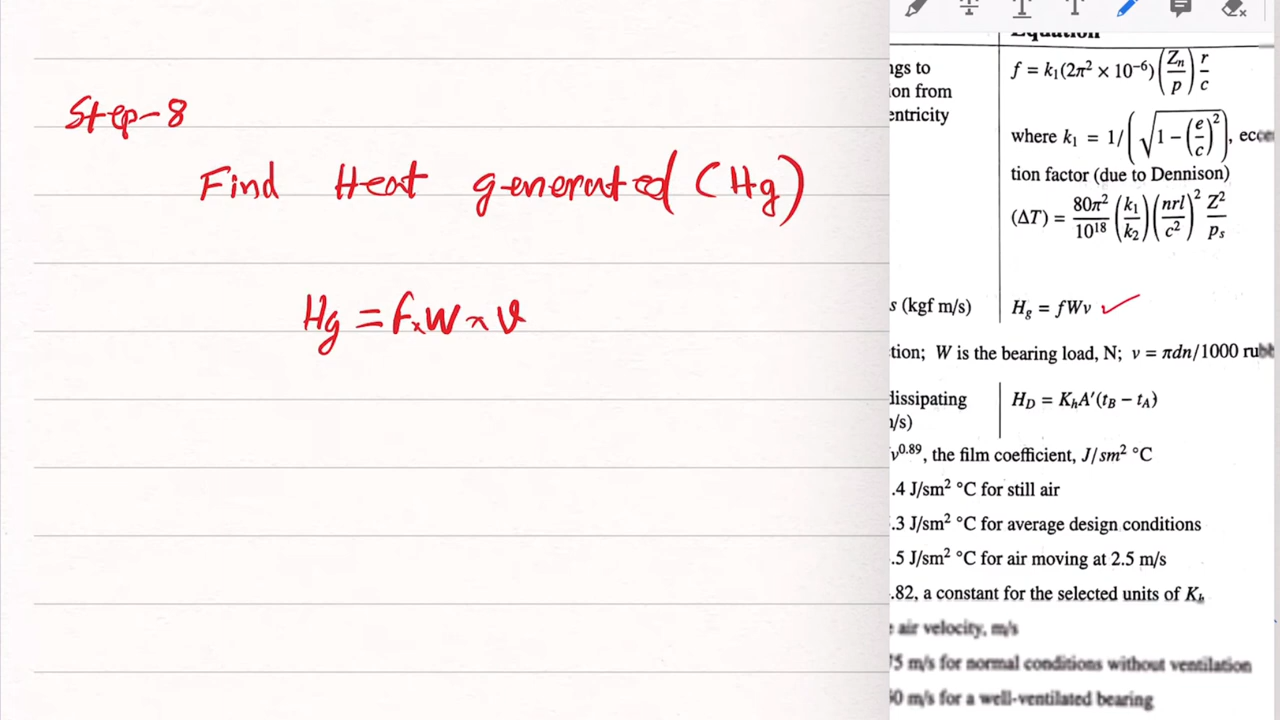 Step-8
Find Heat generated (Hg)
Hg = f x W x v
Equation
ngs to
on from
entricity
f = k₁(2π² × 10⁻⁶)(Zn/p) r/c
where k₁ = 1/(√1 − (e/c)²), ecce
tion factor (due to Dennison)
(ΔT) = 80π²/10¹⁸ (k₁/k₂)(nrl/c²)² Z²/pₛ
s (kgf m/s)
H_g = fWv ✓
tion; W is the bearing load, N; v = πdn/1000 rubb
dissipating
n/s)
H_D = KₕA′(t_B − t_A)
v⁰·⁸⁹, the film coefficient, J/sm² °C
.4 J/sm² °C for still air
.3 J/sm² °C for average design conditions
.5 J/sm² °C for air moving at 2.5 m/s
.82, a constant for the selected units of Kₕ
e air velocity, m/s
75 m/s for normal conditions without ventilation
50 m/s for a well-ventilated bearing